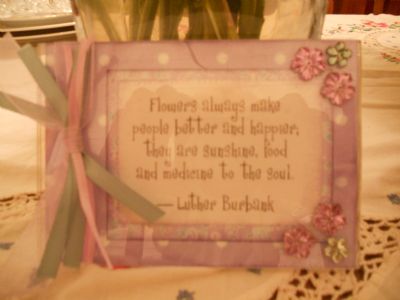 Flowers always make
people better and happier;
they are sunshine, food
and medicine to the soul.
— Luther Burbank